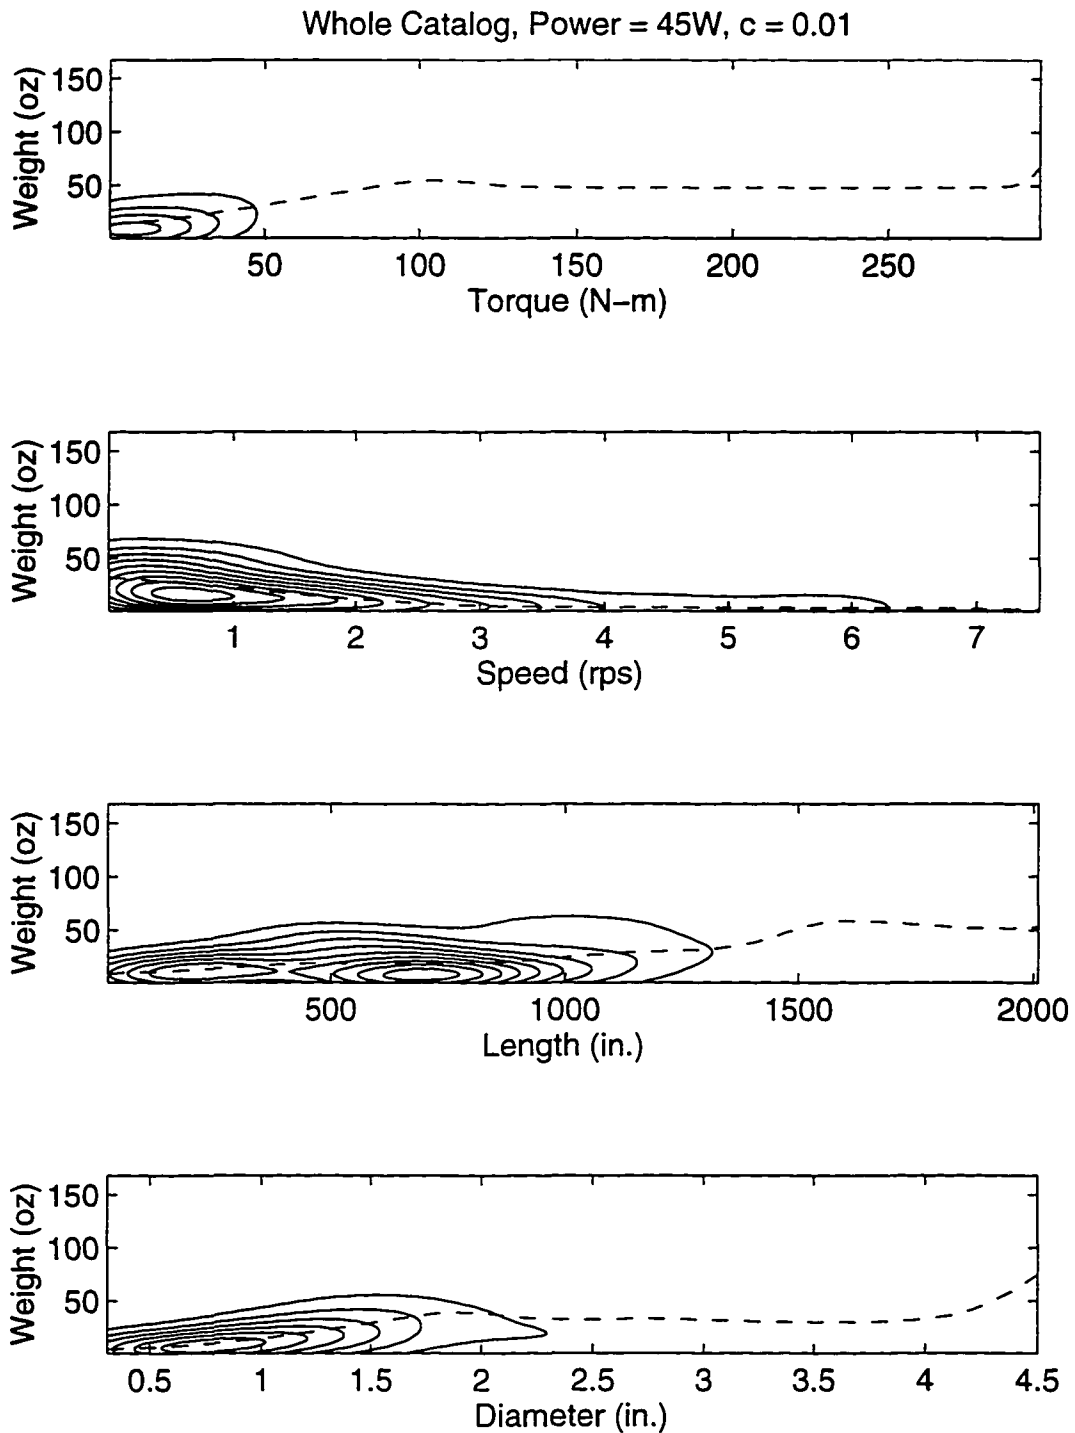 Whole Catalog, Power = 45W, c = 0.01
Weight (oz)
150
100
50
50 100 150 200 250
Torque (N-m)
Weight (oz)
150
100
50
1 2 3 4 5 6 7
Speed (rps)
Weight (oz)
150
100
50
500 1000 1500 2000
Length (in.)
Weight (oz)
150
100
50
0.5 1 1.5 2 2.5 3 3.5 4 4.5
Diameter (in.)